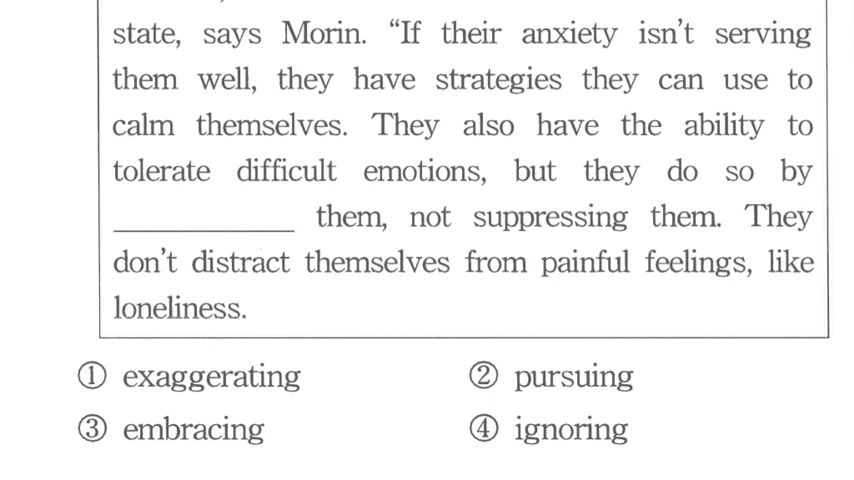 state, says Morin. “If their anxiety isn’t serving
them well, they have strategies they can use to
calm themselves. They also have the ability to
tolerate difficult emotions, but they do so by
____________ them, not suppressing them. They
don’t distract themselves from painful feelings, like
loneliness.
① exaggerating ② pursuing
③ embracing ④ ignoring